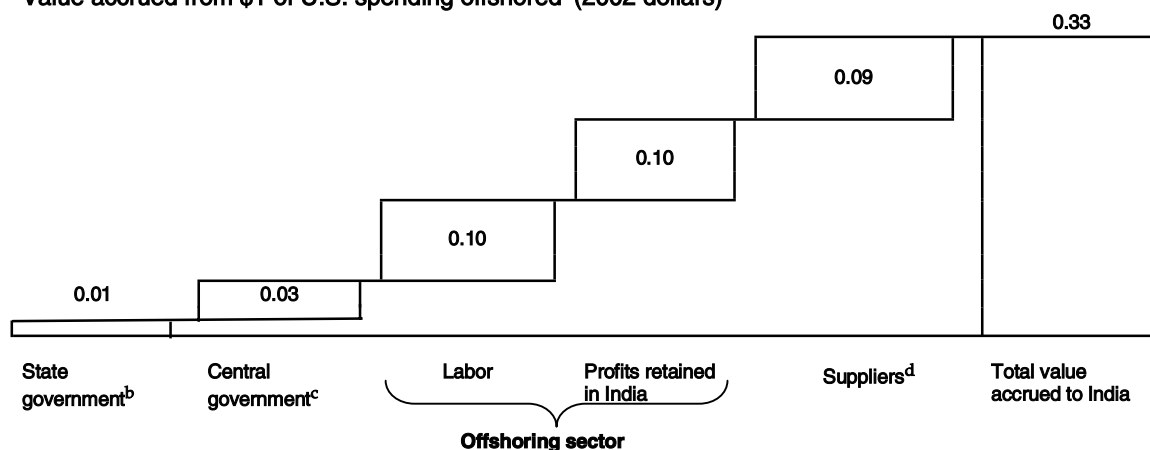 Value accrued from $1 of U.S. spending offshored (2002 dollars)
0.33
0.09
0.10
0.10
0.01
0.03
State
government^b
Central
government^c
Labor
Profits retained
in India
Suppliers^d
Total value
accrued to India
Offshoring sector